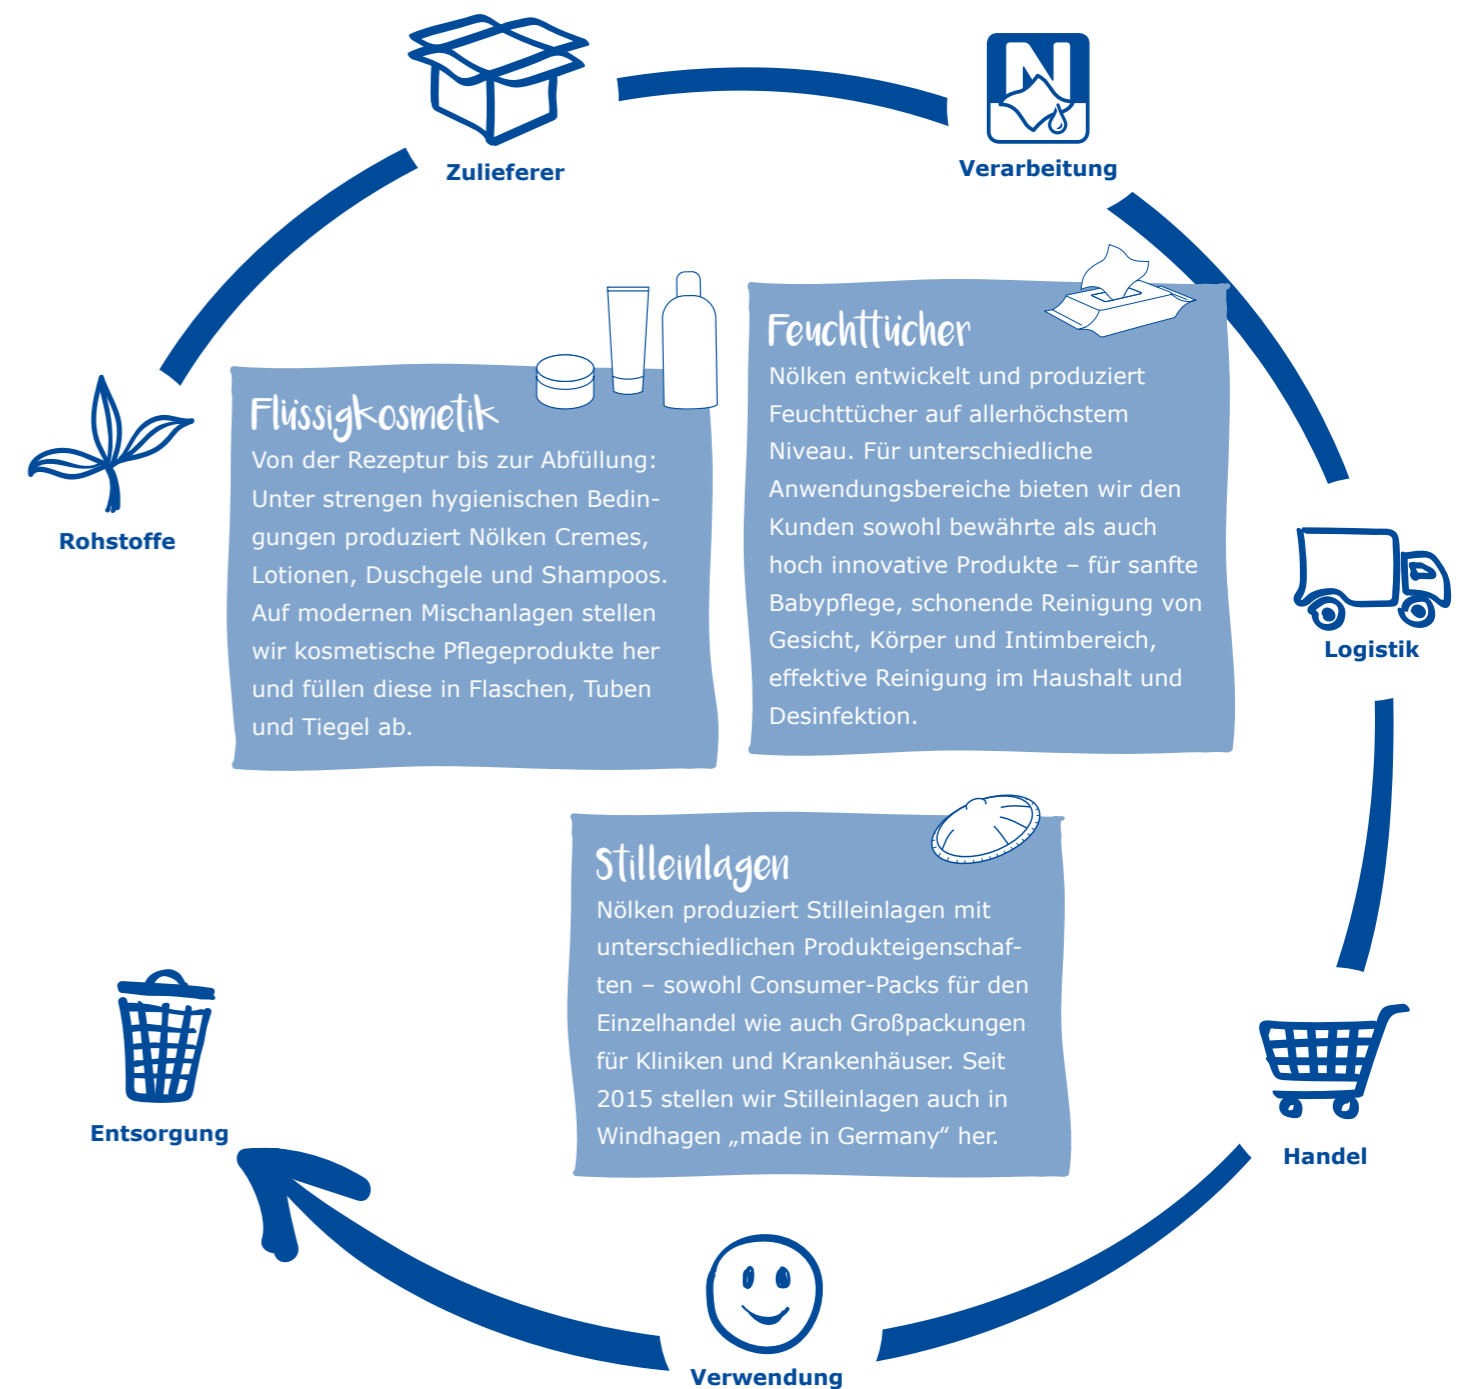 Zulieferer
Verarbeitung
N
Rohstoffe
Flüssigkosmetik
Von der Rezeptur bis zur Abfüllung:
Unter strengen hygienischen Bedin-
gungen produziert Nölken Cremes,
Lotionen, Duschgele und Shampoos.
Auf modernen Mischanlagen stellen
wir kosmetische Pflegeprodukte her
und füllen diese in Flaschen, Tuben
und Tiegel ab.
Feuchttücher
Nölken entwickelt und produziert
Feuchttücher auf allerhöchstem
Niveau. Für unterschiedliche
Anwendungsbereiche bieten wir den
Kunden sowohl bewährte als auch
hoch innovative Produkte – für sanfte
Babypflege, schonende Reinigung von
Gesicht, Körper und Intimbereich,
effektive Reinigung im Haushalt und
Desinfektion.
Logistik
Stilleinlagen
Nölken produziert Stilleinlagen mit
unterschiedlichen Produkteigenschaf-
ten – sowohl Consumer-Packs für den
Einzelhandel wie auch Großpackungen
für Kliniken und Krankenhäuser. Seit
2015 stellen wir Stilleinlagen auch in
Windhagen „made in Germany“ her.
Entsorgung
Handel
Verwendung